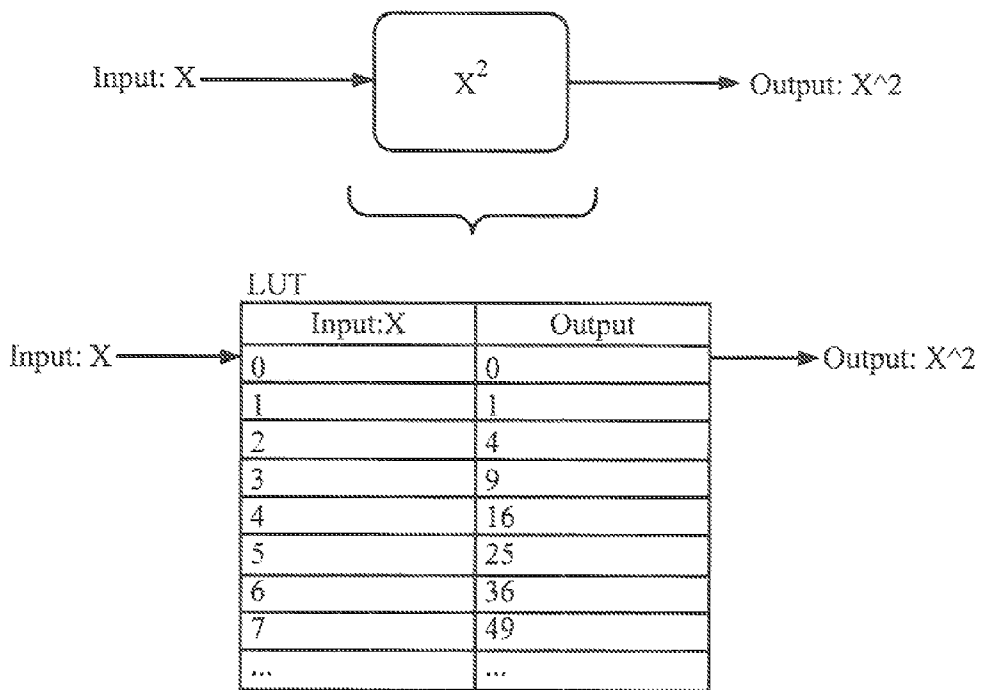 Input: X
X²
Output: X^2
LUT
Input:X Output
Input: X
Output: X^2
0 0
1 1
2 4
3 9
4 16
5 25
6 36
7 49
... ...